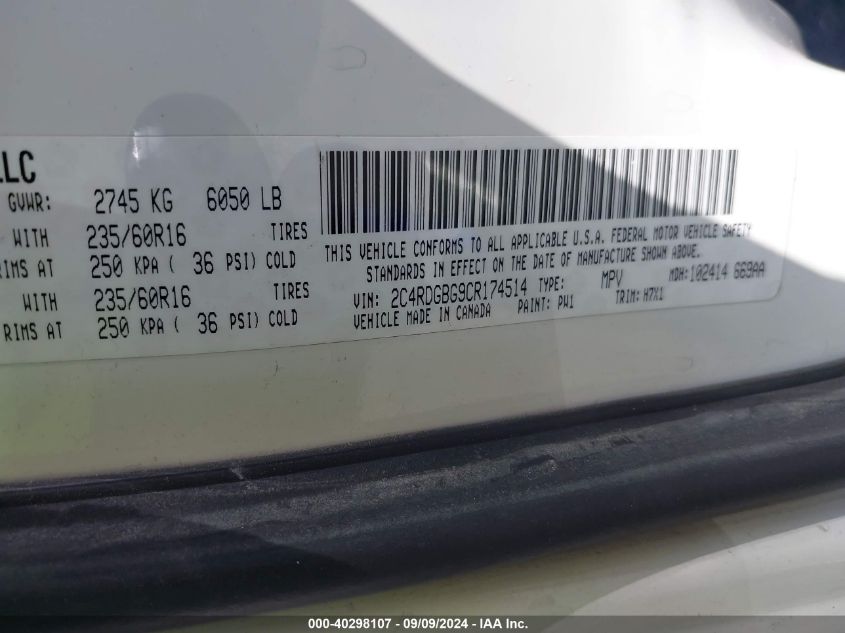 LLC
GVWR: 2745 KG 6050 LB
WITH 235/60R16 TIRES
RIMS AT 250 KPA ( 36 PSI) COLD
WITH 235/60R16 TIRES
RIMS AT 250 KPA ( 36 PSI) COLD
THIS VEHICLE CONFORMS TO ALL APPLICABLE U.S.A. FEDERAL MOTOR VEHICLE SAFETY
STANDARDS IN EFFECT ON THE DATE OF MANUFACTURE SHOWN ABOVE.
VIN: 2C4RDGBG9CR174514 TYPE: MPV MDH: 102414 669AA
VEHICLE MADE IN CANADA PAINT: PW1 TRIM: H7X1
000-40298107 - 09/09/2024 - IAA Inc.